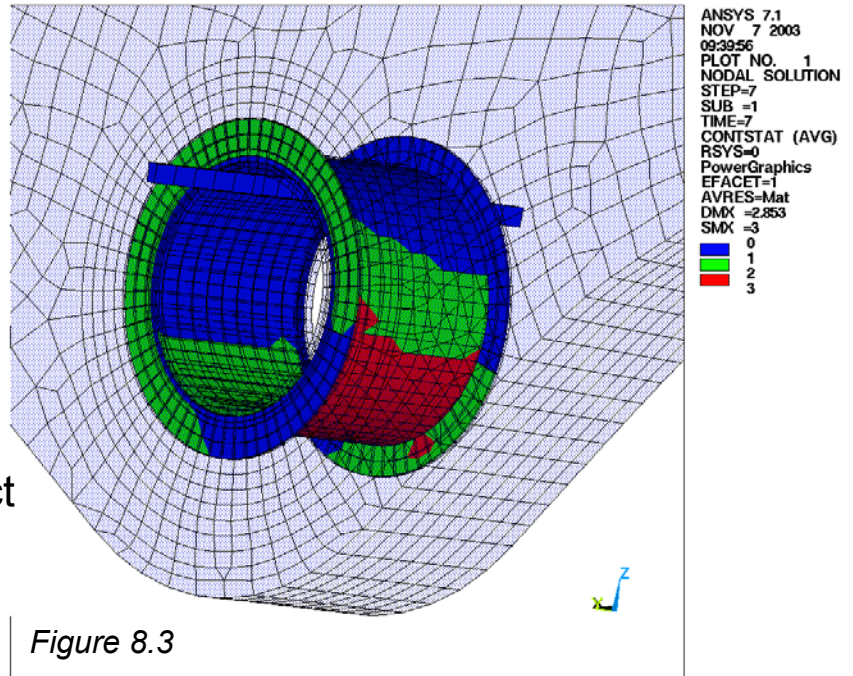 ANSYS 7.1
NOV 7 2003
09:39:56
PLOT NO. 1
NODAL SOLUTION
STEP=7
SUB =1
TIME=7
CONTSTAT (AVG)
RSYS=0
PowerGraphics
EFACET=1
AVRES=Mat
DMX =2.853
SMX =3
0
1
2
3
ct
Z
X
Figure 8.3